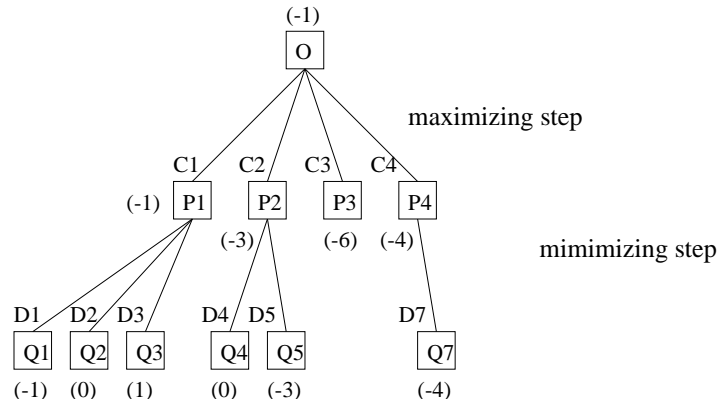 (-1)
O
maximizing step
C1 C2 C3 C4
(-1) P1 P2 P3 P4
(-3) (-6) (-4)
mimimizing step
D1 D2 D3 D4 D5 D7
Q1 Q2 Q3 Q4 Q5 Q7
(-1) (0) (1) (0) (-3) (-4)